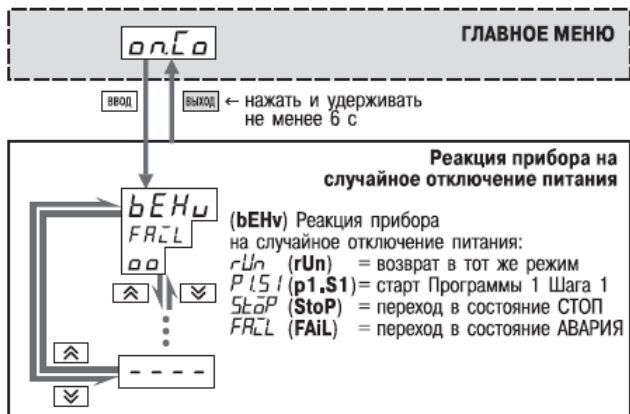 ГЛАВНОЕ МЕНЮ
on.Co
ВВОД
ВЫХОД ← нажать и удерживать
не менее 6 с
Реакция прибора на
случайное отключение питания
bEHv
FAiL
oo
(bEHv) Реакция прибора
на случайное отключение питания:
rUn (rUn) = возврат в тот же режим
P1.S1 (p1.S1) = старт Программы 1 Шага 1
StoP (StoP) = переход в состояние СТОП
FAiL (FAiL) = переход в состояние АВАРИЯ
- - - -